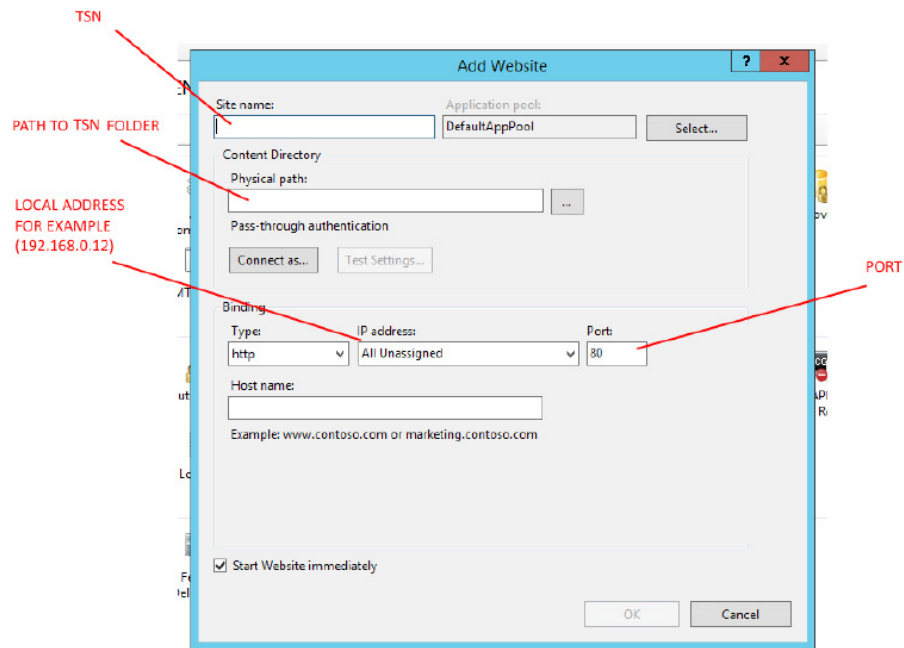 TSN
Add Website
? x
Site name:
Application pool:
DefaultAppPool
Select...
PATH TO TSN FOLDER
Content Directory
Physical path:
...
LOCAL ADDRESS
FOR EXAMPLE
(192.168.0.12)
Pass-through authentication
Connect as...
Test Settings...
PORT
Binding
Type:
IP address:
Port:
http
All Unassigned
80
Host name:
Example: www.contoso.com or marketing.contoso.com
Start Website immediately
OK
Cancel